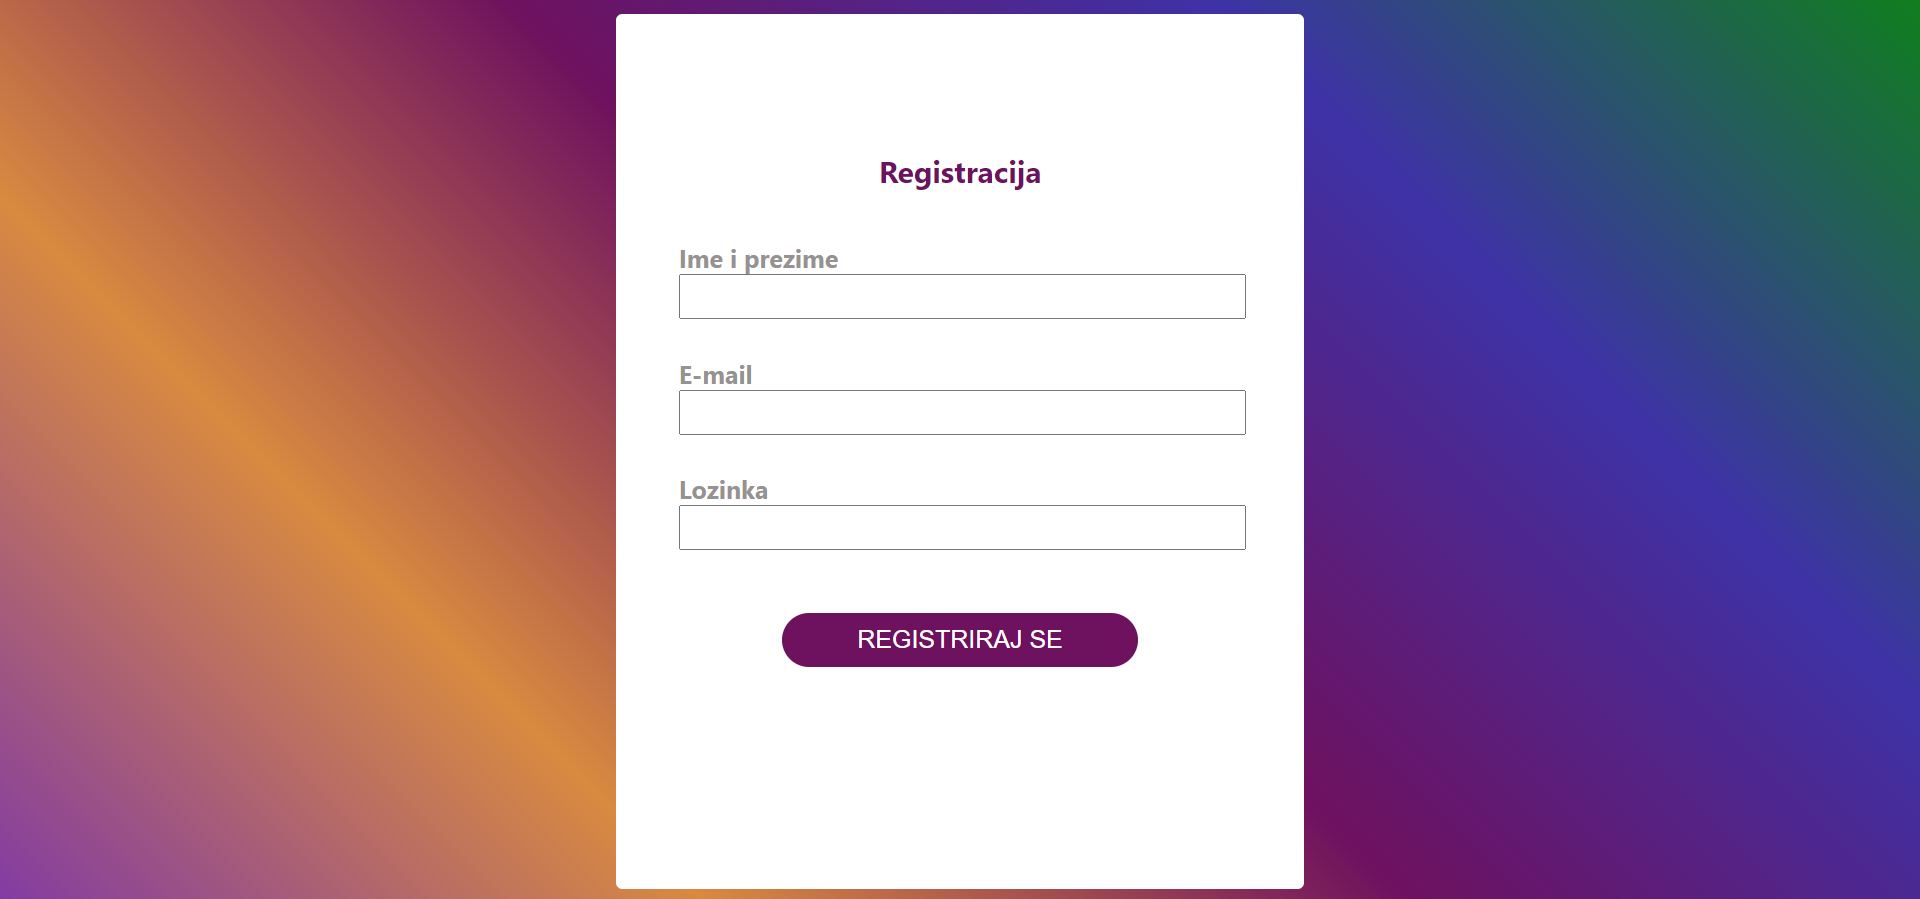 Registracija
Ime i prezime
E-mail
Lozinka
REGISTRIRAJ SE